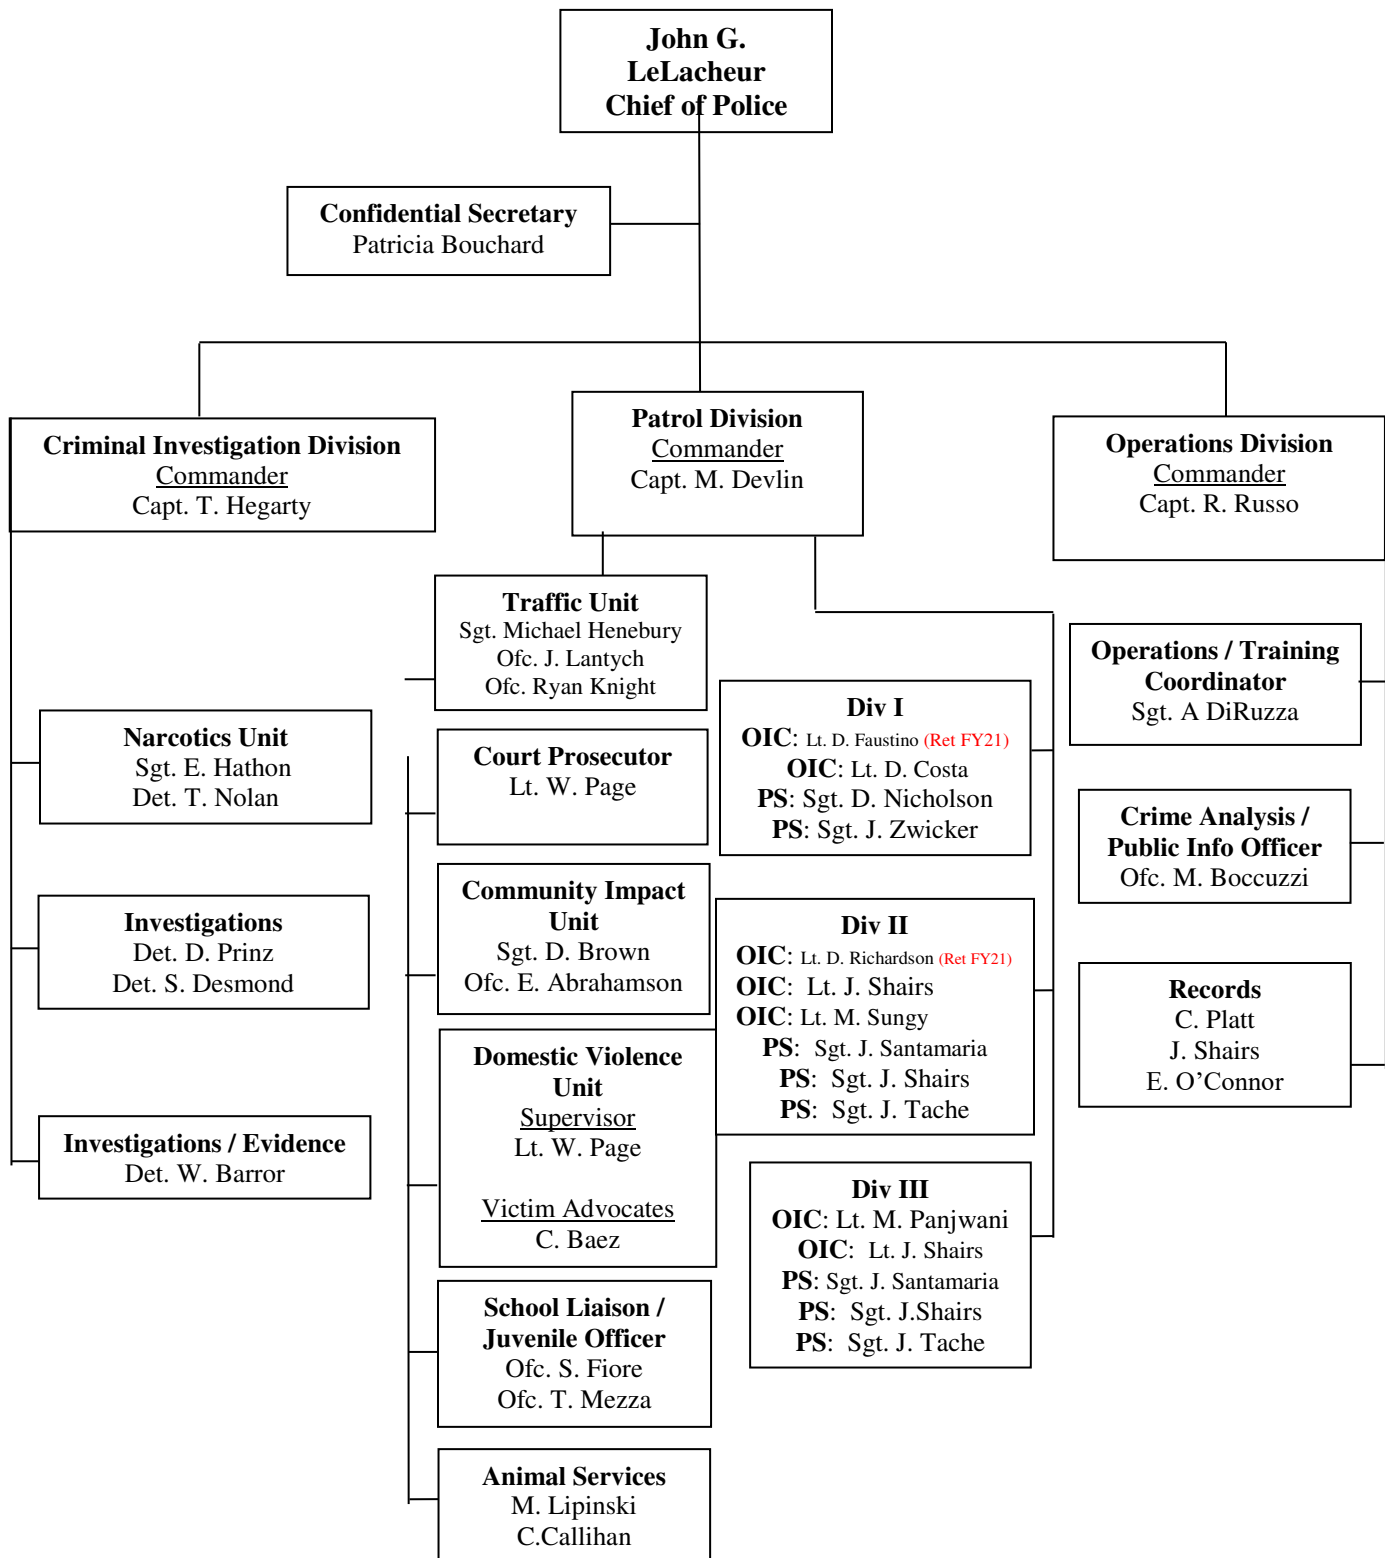 John G.
LeLacheur
Chief of Police
Confidential Secretary
Patricia Bouchard
Criminal Investigation Division
Commander
Capt. T. Hegarty
Patrol Division
Commander
Capt. M. Devlin
Operations Division
Commander
Capt. R. Russo
Narcotics Unit
Sgt. E. Hathon
Det. T. Nolan
Investigations
Det. D. Prinz
Det. S. Desmond
Investigations / Evidence
Det. W. Barror
Traffic Unit
Sgt. Michael Henebury
Ofc. J. Lantych
Ofc. Ryan Knight
Court Prosecutor
Lt. W. Page
Community Impact
Unit
Sgt. D. Brown
Ofc. E. Abrahamson
Domestic Violence
Unit
Supervisor
Lt. W. Page
Victim Advocates
C. Baez
School Liaison /
Juvenile Officer
Ofc. S. Fiore
Ofc. T. Mezza
Animal Services
M. Lipinski
C.Callihan
Div I
OIC: Lt. D. Faustino (Ret FY21)
OIC: Lt. D. Costa
PS: Sgt. D. Nicholson
PS: Sgt. J. Zwicker
Div II
OIC: Lt. D. Richardson (Ret FY21)
OIC: Lt. J. Shairs
OIC: Lt. M. Sungy
PS: Sgt. J. Santamaria
PS: Sgt. J. Shairs
PS: Sgt. J. Tache
Div III
OIC: Lt. M. Panjwani
OIC: Lt. J. Shairs
PS: Sgt. J. Santamaria
PS: Sgt. J.Shairs
PS: Sgt. J. Tache
Operations / Training
Coordinator
Sgt. A DiRuzza
Crime Analysis /
Public Info Officer
Ofc. M. Boccuzzi
Records
C. Platt
J. Shairs
E. O’Connor